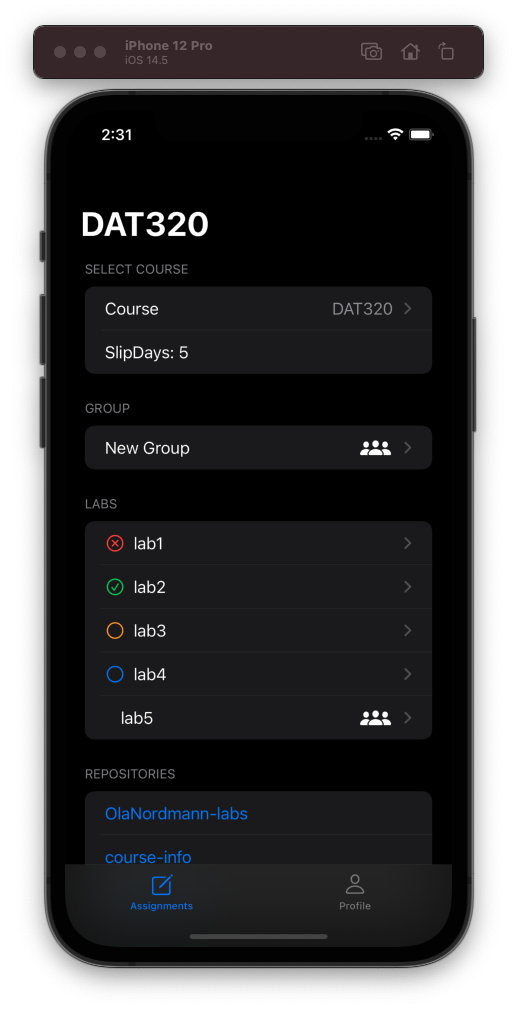 iPhone 12 Pro
iOS 14.5
2:31
DAT320
SELECT COURSE
Course DAT320
SlipDays: 5
GROUP
New Group
LABS
lab1
lab2
lab3
lab4
lab5
REPOSITORIES
OlaNordmann-labs
course-info
Assignments Profile